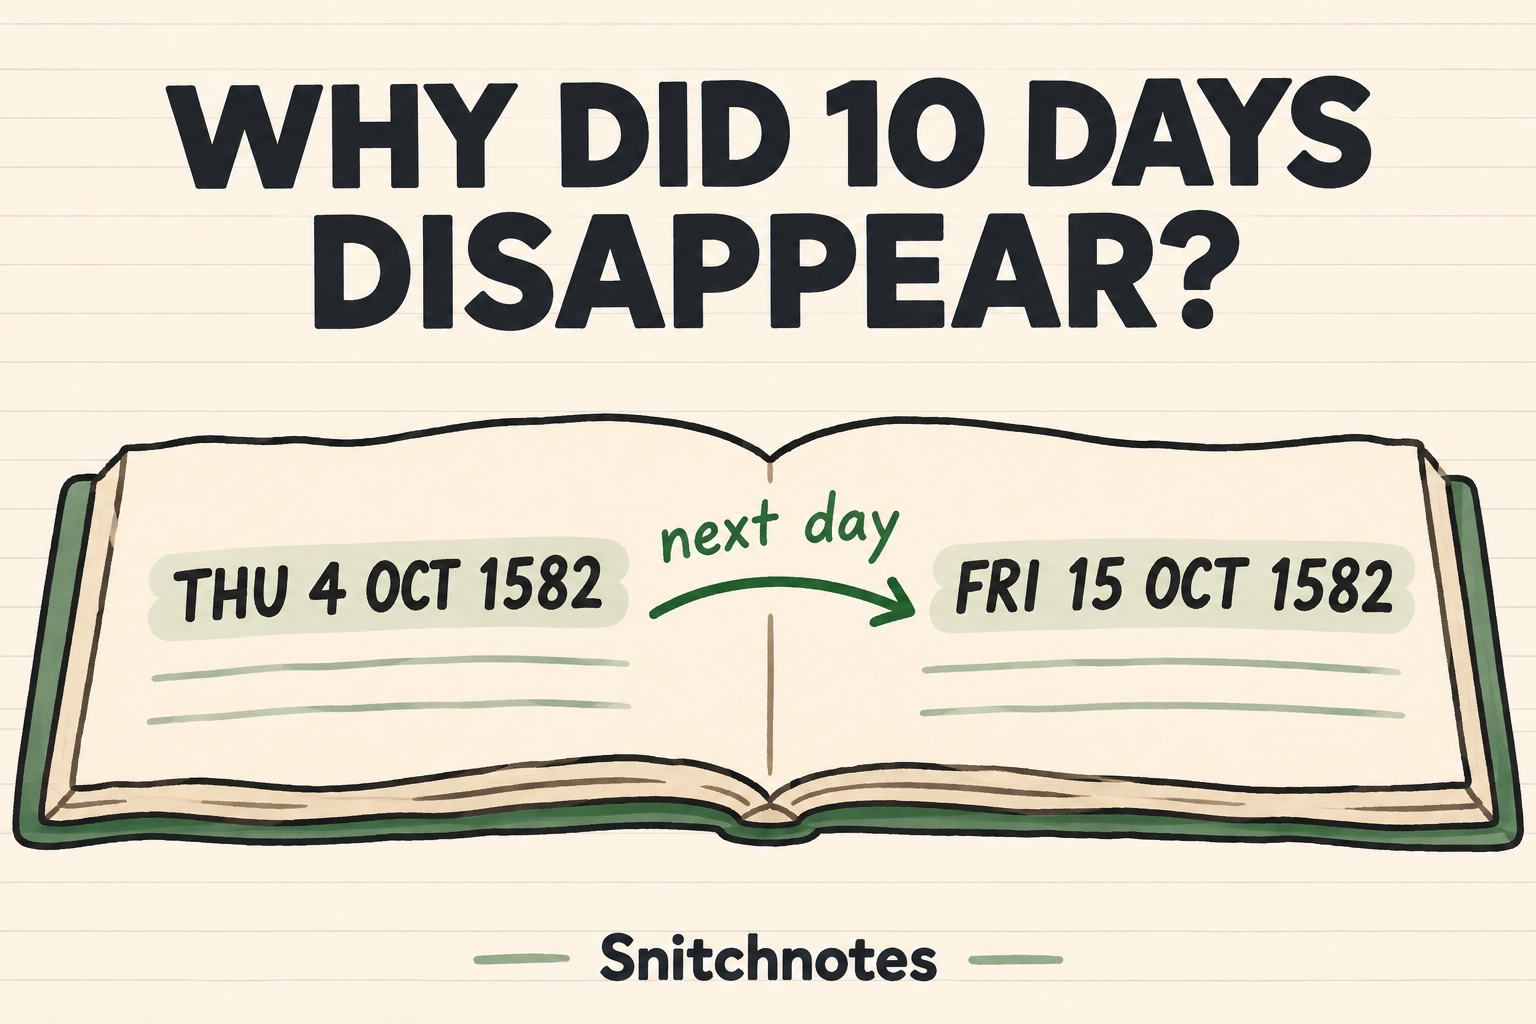 WHY DID 10 DAYS
DISAPPEAR?
next day
THU 4 OCT 1582
FRI 15 OCT 1582
Snitchnotes